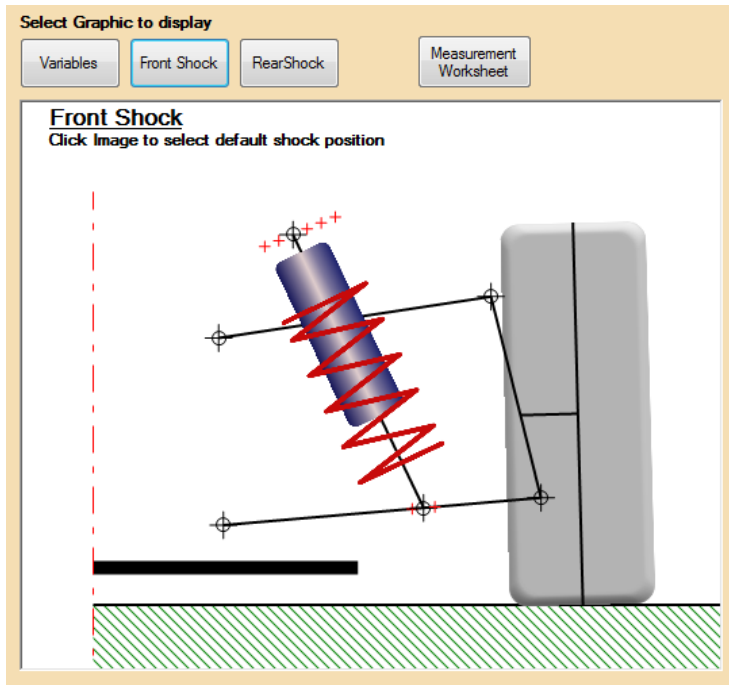 Select Graphic to display
Variables
Front Shock
RearShock
Measurement
Worksheet
Front Shock
Click Image to select default shock position